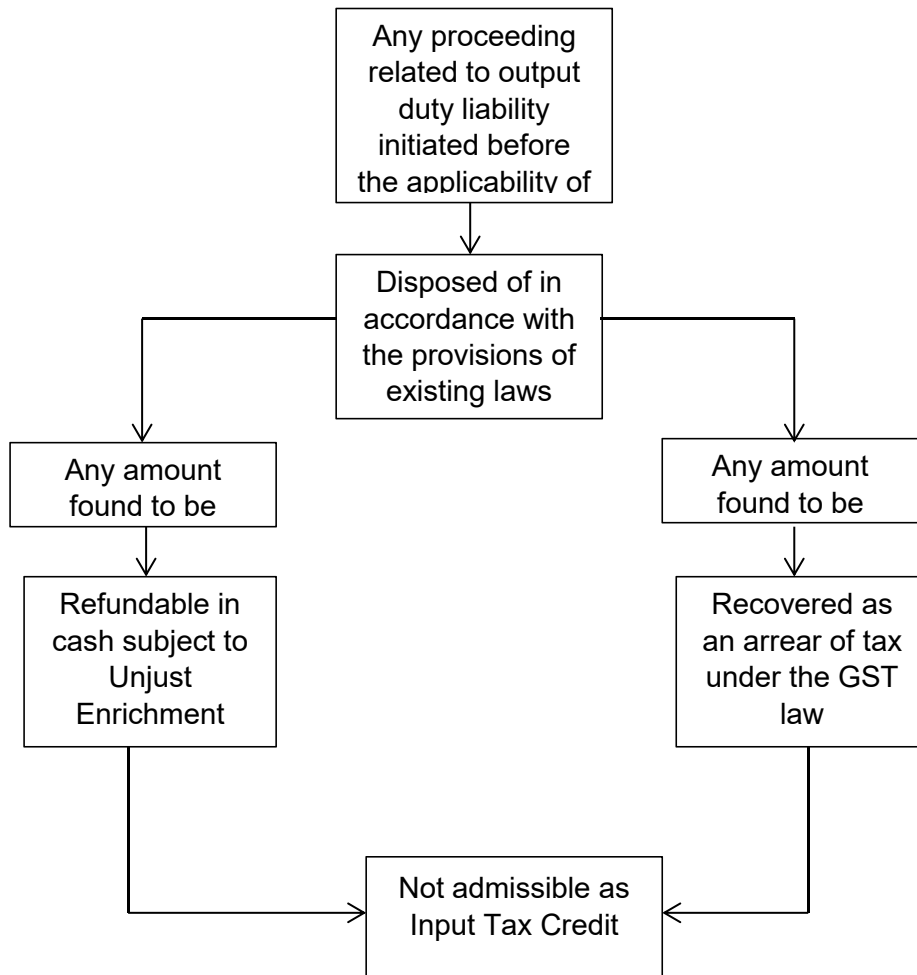 Any proceeding
related to output
duty liability
initiated before
the applicability of
Disposed of in
accordance with
the provisions of
existing laws
Any amount
found to be
Any amount
found to be
Refundable in
cash subject to
Unjust
Enrichment
Recovered as
an arrear of tax
under the GST
law
Not admissible as
Input Tax Credit